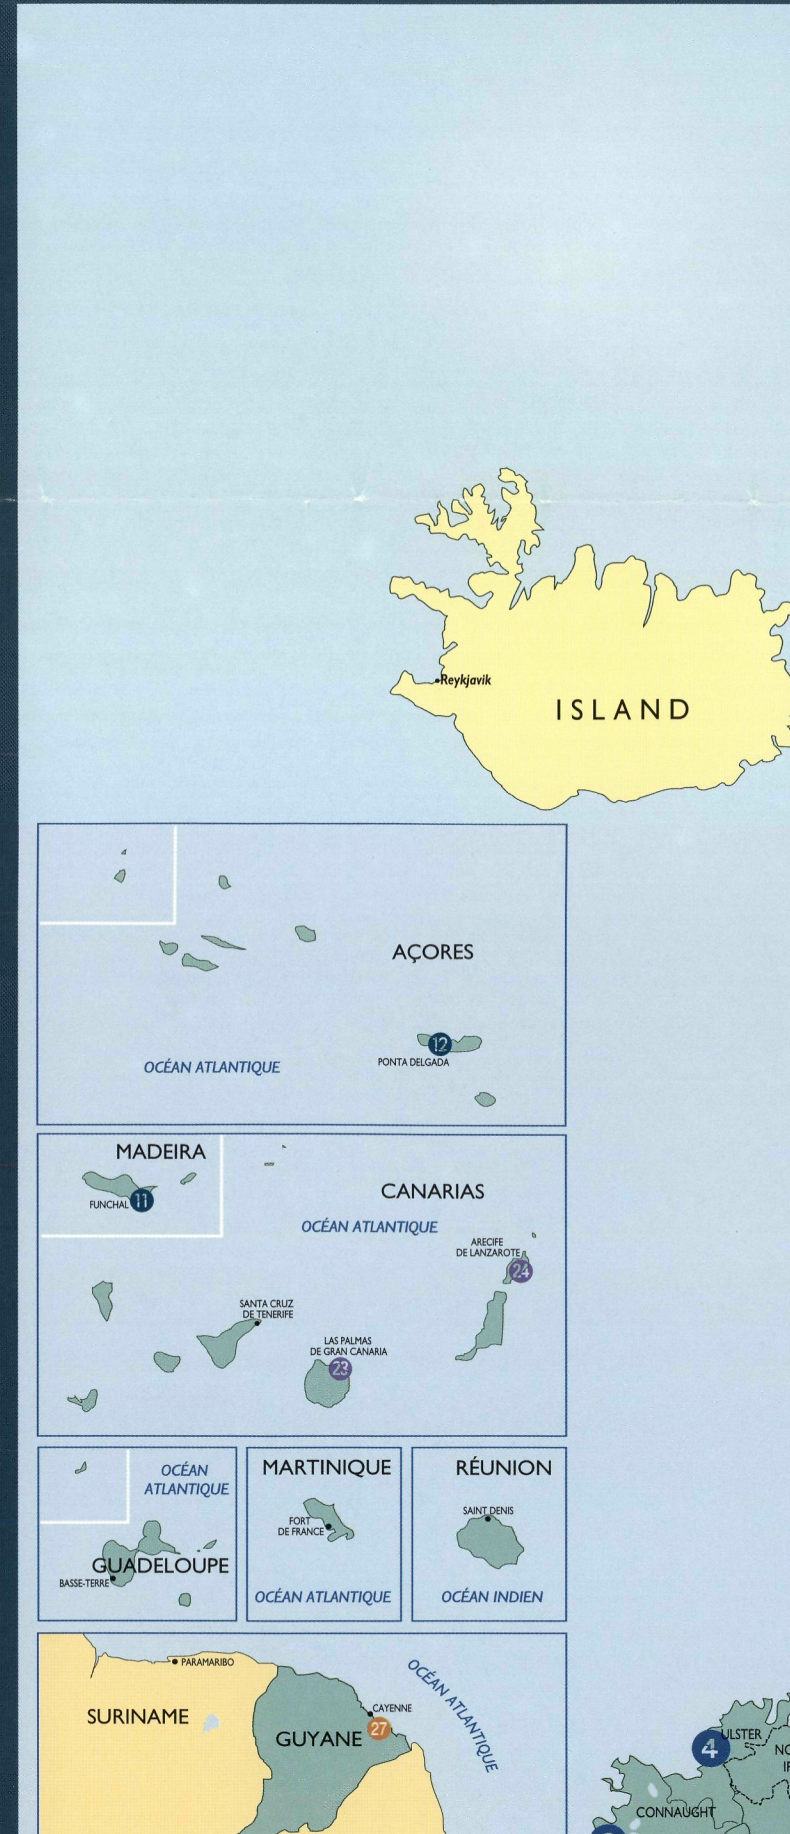 Reykjavik
ISLAND
AÇORES
12
PONTA DELGADA
OCÉAN ATLANTIQUE
MADEIRA
FUNCHAL
11
CANARIAS
OCÉAN ATLANTIQUE
ARECIFE
DE LANZAROTE
24
SANTA CRUZ
DE TENERIFE
LAS PALMAS
DE GRAN CANARIA
23
OCÉAN
ATLANTIQUE
GUADELOUPE
BASSE-TERRE
MARTINIQUE
FORT
DE FRANCE
OCÉAN ATLANTIQUE
RÉUNION
SAINT DENIS
OCÉAN INDIEN
PARAMARIBO
SURINAME
GUYANE
CAYENNE
27
OCÉAN ATLANTIQUE
4
ULSTER
CONNAUGHT